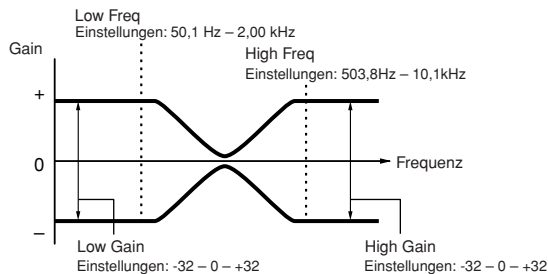 Low Freq
Einstellungen: 50,1 Hz – 2,00 kHz
High Freq
Einstellungen: 503,8Hz – 10,1kHz
Gain
+
0
Frequenz
–
Low Gain
Einstellungen: -32 – 0 – +32
High Gain
Einstellungen: -32 – 0 – +32